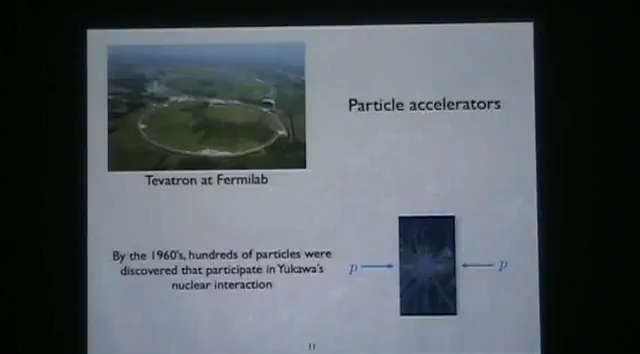 Particle accelerators
Tevatron at Fermilab
By the 1960's, hundreds of particles were
discovered that participate in Yukawa's
nuclear interaction
p
p
11